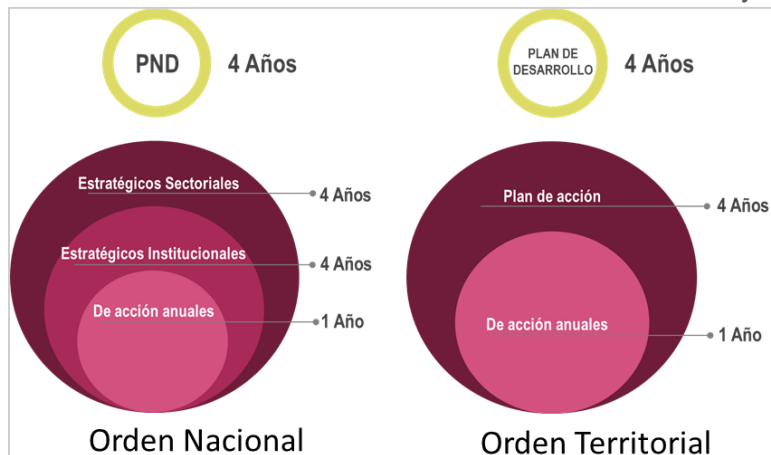 PND
4 Años
Estratégicos Sectoriales
4 Años
Estratégicos Institucionales
4 Años
De acción anuales
1 Año
Orden Nacional
PLAN DE
DESARROLLO
4 Años
Plan de acción
4 Años
De acción anuales
1 Año
Orden Territorial